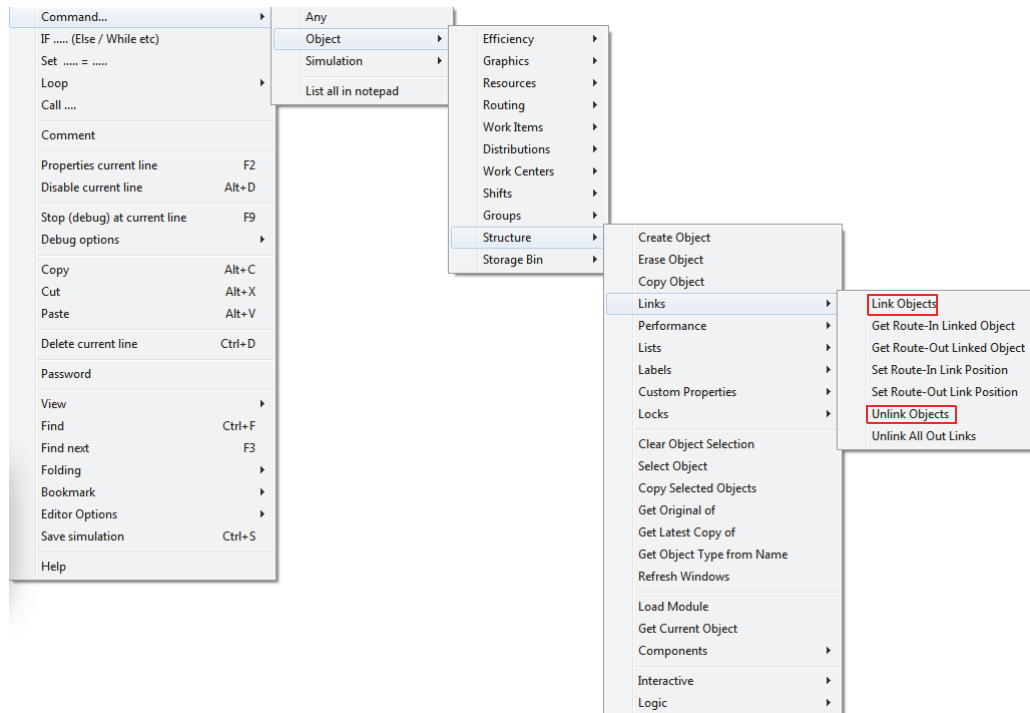 Command...
IF ..... (Else / While etc)
Set ..... = .....
Loop
Call ....
Comment
Properties current line F2
Disable current line Alt+D
Stop (debug) at current line F9
Debug options
Copy Alt+C
Cut Alt+X
Paste Alt+V
Delete current line Ctrl+D
Password
View
Find Ctrl+F
Find next F3
Folding
Bookmark
Editor Options
Save simulation Ctrl+S
Help
Any
Object
Simulation
List all in notepad
Efficiency
Graphics
Resources
Routing
Work Items
Distributions
Work Centers
Shifts
Groups
Structure
Storage Bin
Create Object
Erase Object
Copy Object
Links
Performance
Lists
Labels
Custom Properties
Locks
Clear Object Selection
Select Object
Copy Selected Objects
Get Original of
Get Latest Copy of
Get Object Type from Name
Refresh Windows
Load Module
Get Current Object
Components
Interactive
Logic
Link Objects
Get Route-In Linked Object
Get Route-Out Linked Object
Set Route-In Link Position
Set Route-Out Link Position
Unlink Objects
Unlink All Out Links